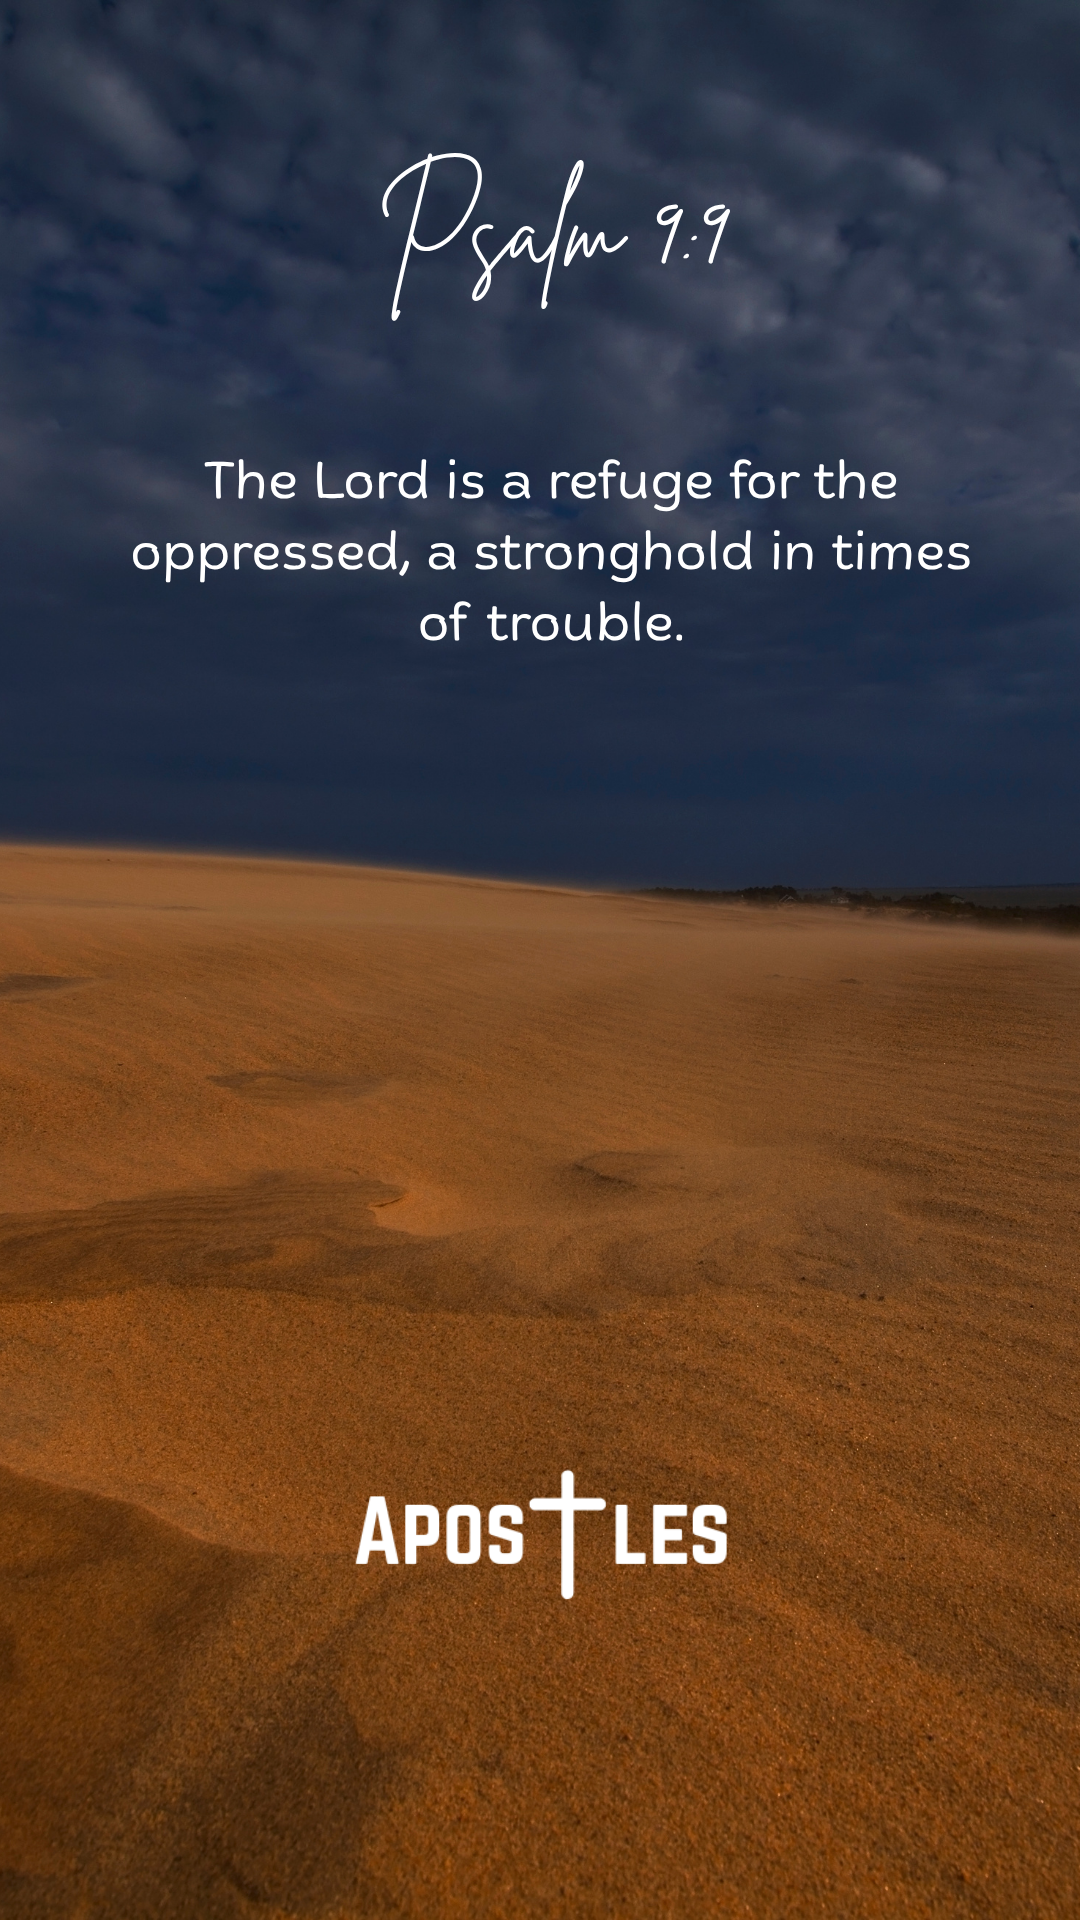 Psalm 9:9
The Lord is a refuge for the
oppressed, a stronghold in times
of trouble.
APOSTLES